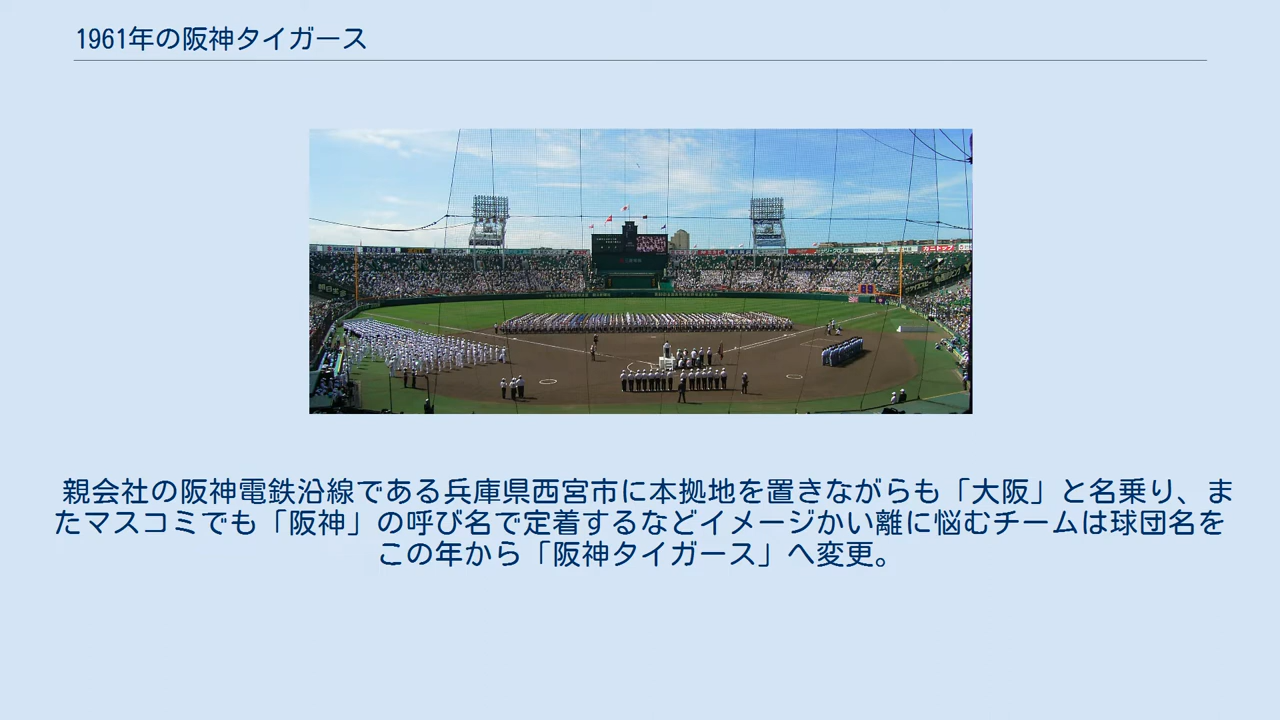 1961年の阪神タイガース
親会社の阪神電鉄沿線である兵庫県西宮市に本拠地を置きながらも「大阪」と名乗り、ま
たマスコミでも「阪神」の呼び名で定着するなどイメージかい離に悩むチームは球団名を
この年から「阪神タイガース」へ変更。